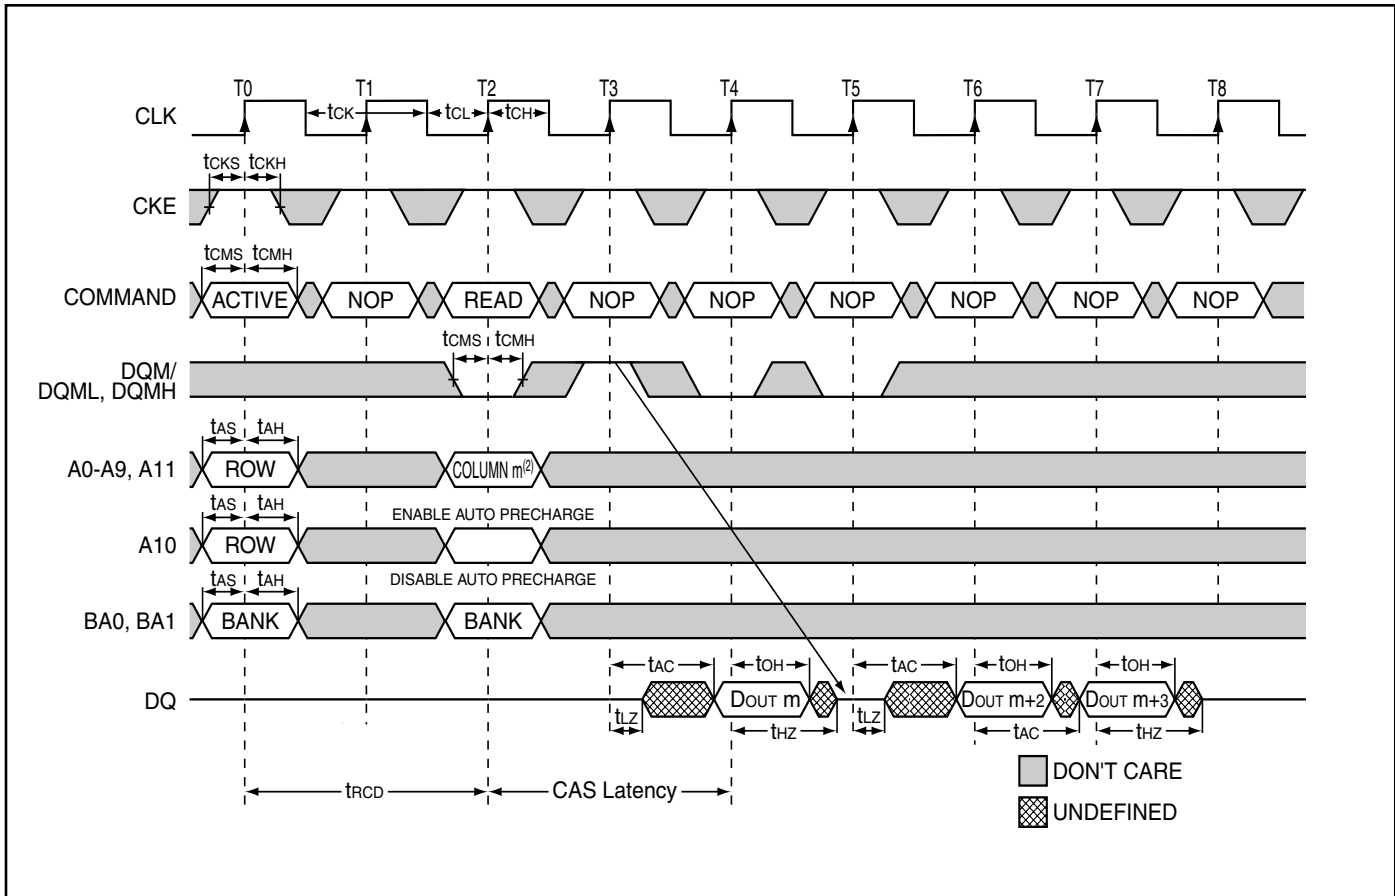 T0 T1 T2 T3 T4 T5 T6 T7 T8
CLK tCK tCL tCH
tCKS tCKH
CKE
tCMS tCMH
COMMAND ACTIVE NOP READ NOP NOP NOP NOP NOP NOP
tCMS tCMH
DQM/
DQML, DQMH
tAS tAH
A0-A9, A11 ROW COLUMN m(2)
tAS tAH ENABLE AUTO PRECHARGE
A10 ROW
tAS tAH DISABLE AUTO PRECHARGE
BA0, BA1 BANK BANK
tAC tOH tAC tOH tOH
DQ DOUT m DOUT m+2 DOUT m+3
tLZ tHZ tLZ tAC tHZ
DON'T CARE
tRCD CAS Latency
UNDEFINED